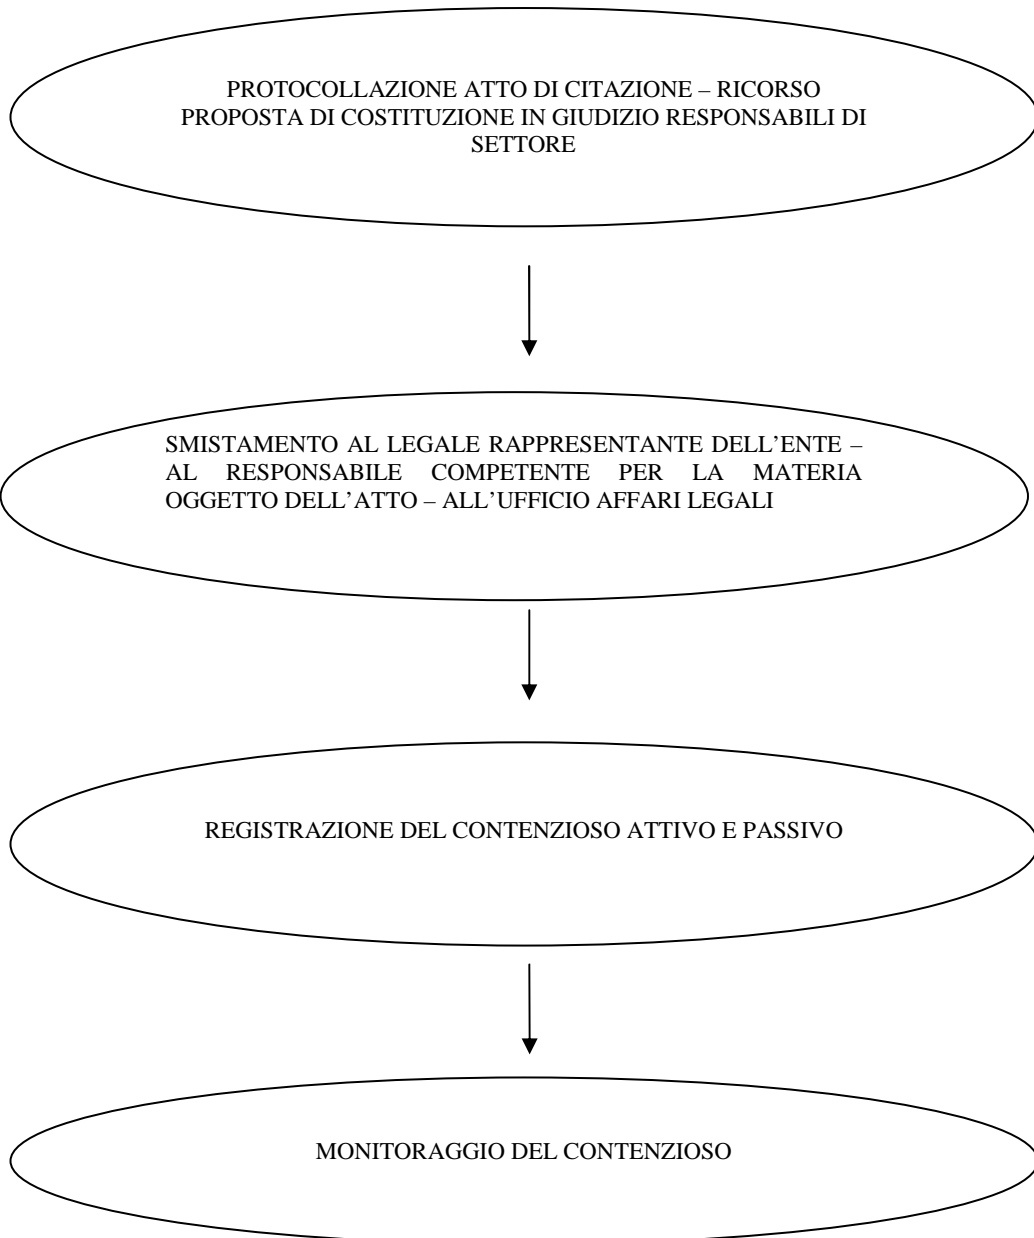 PROTOCOLLAZIONE ATTO DI CITAZIONE – RICORSO
PROPOSTA DI COSTITUZIONE IN GIUDIZIO RESPONSABILI DI
SETTORE
SMISTAMENTO AL LEGALE RAPPRESENTANTE DELL’ENTE –
AL RESPONSABILE COMPETENTE PER LA MATERIA
OGGETTO DELL’ATTO – ALL’UFFICIO AFFARI LEGALI
REGISTRAZIONE DEL CONTENZIOSO ATTIVO E PASSIVO
MONITORAGGIO DEL CONTENZIOSO